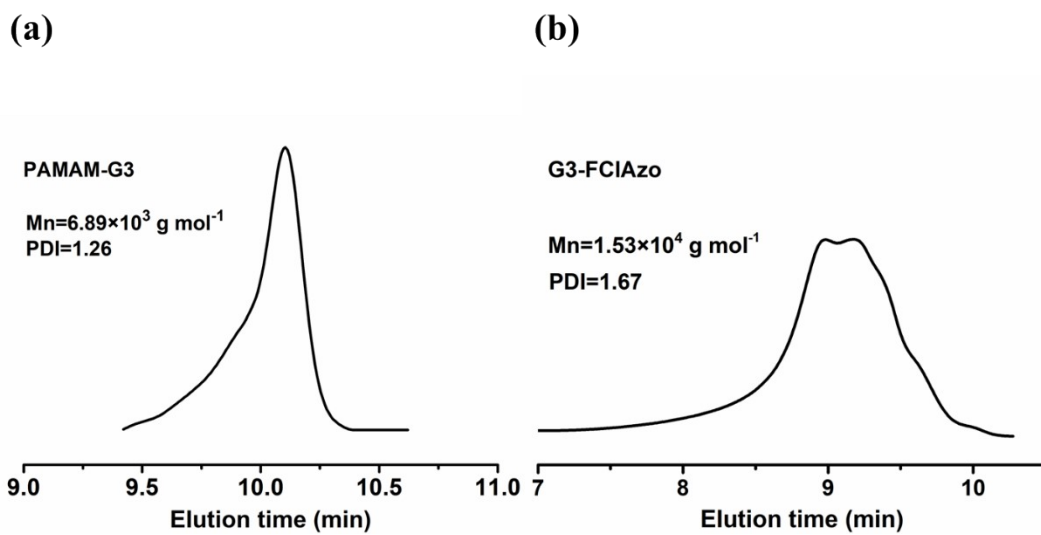 (a)
PAMAM-G3
Mn=6.89×10³ g mol⁻¹
PDI=1.26
9.0 9.5 10.0 10.5 11.0
Elution time (min)
(b)
G3-FClAzo
Mn=1.53×10⁴ g mol⁻¹
PDI=1.67
7 8 9 10
Elution time (min)